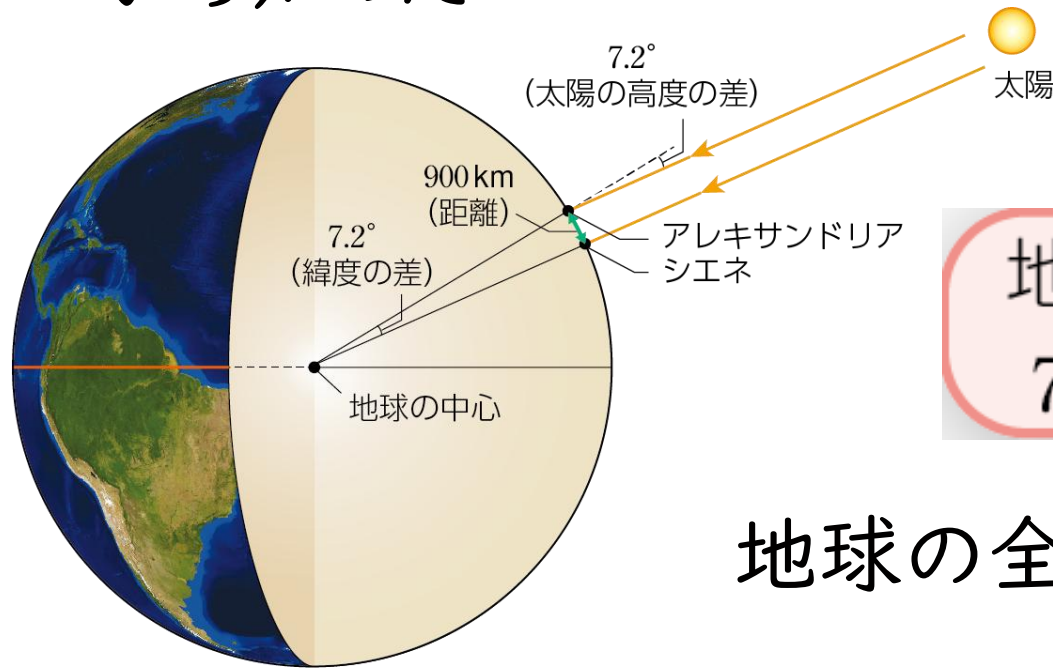 7.2°
(太陽の高度の差)
太陽
900 km
(距離)
アレキサンドリア
シエネ
7.2°
(緯度の差)
地球の中心
地
7
地球の全